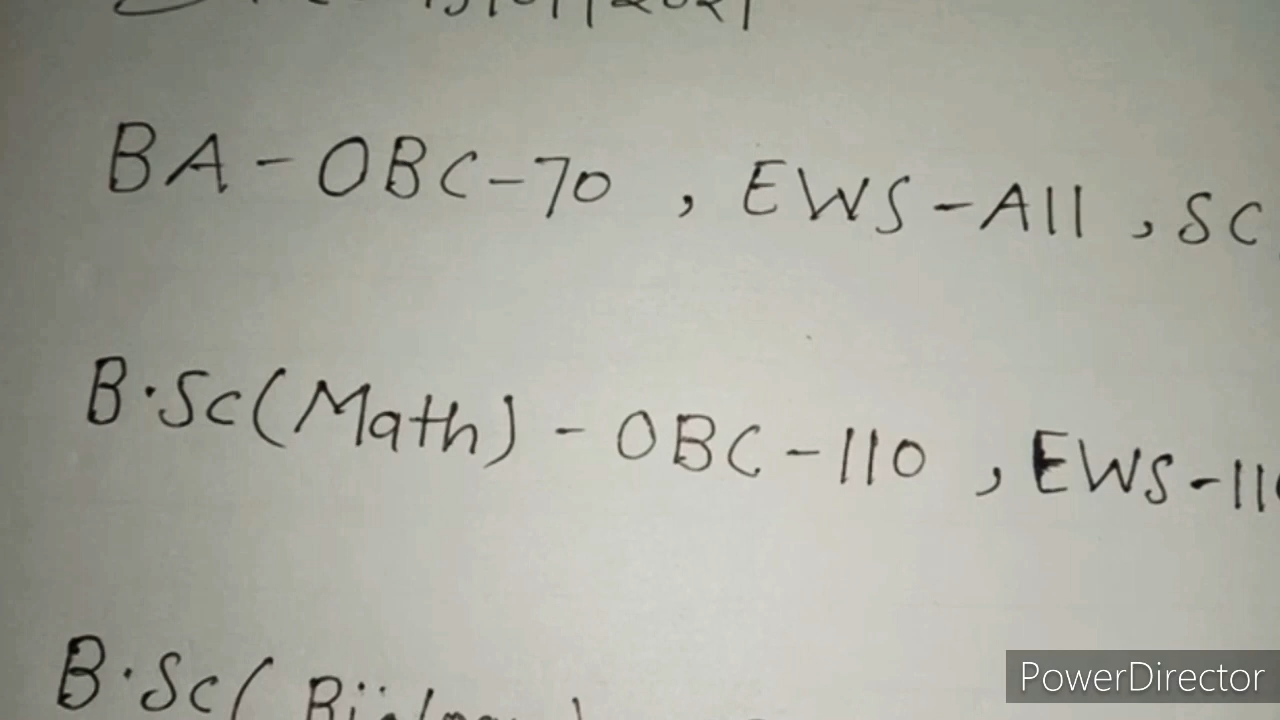 BA - OBC - 70 , EWS - All , SC
B.Sc (Math) - OBC - 110 , EWS - 11
B.Sc (
PowerDirector